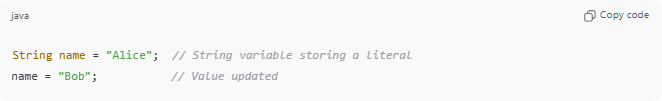 java
Copy code
String name = "Alice";  // String variable storing a literal
name = "Bob";           // Value updated